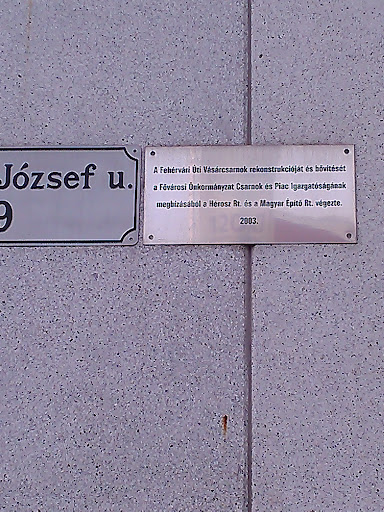 József u.
9
A Fehérvári Úti Vásárcsarnok rekonstrukcióját és bővítését
a Fővárosi Önkormányzat Csarnok és Piac Igazgatóságának
megbízásából a Hérosz Rt. és a Magyar Építő Rt. végezte.
2003.